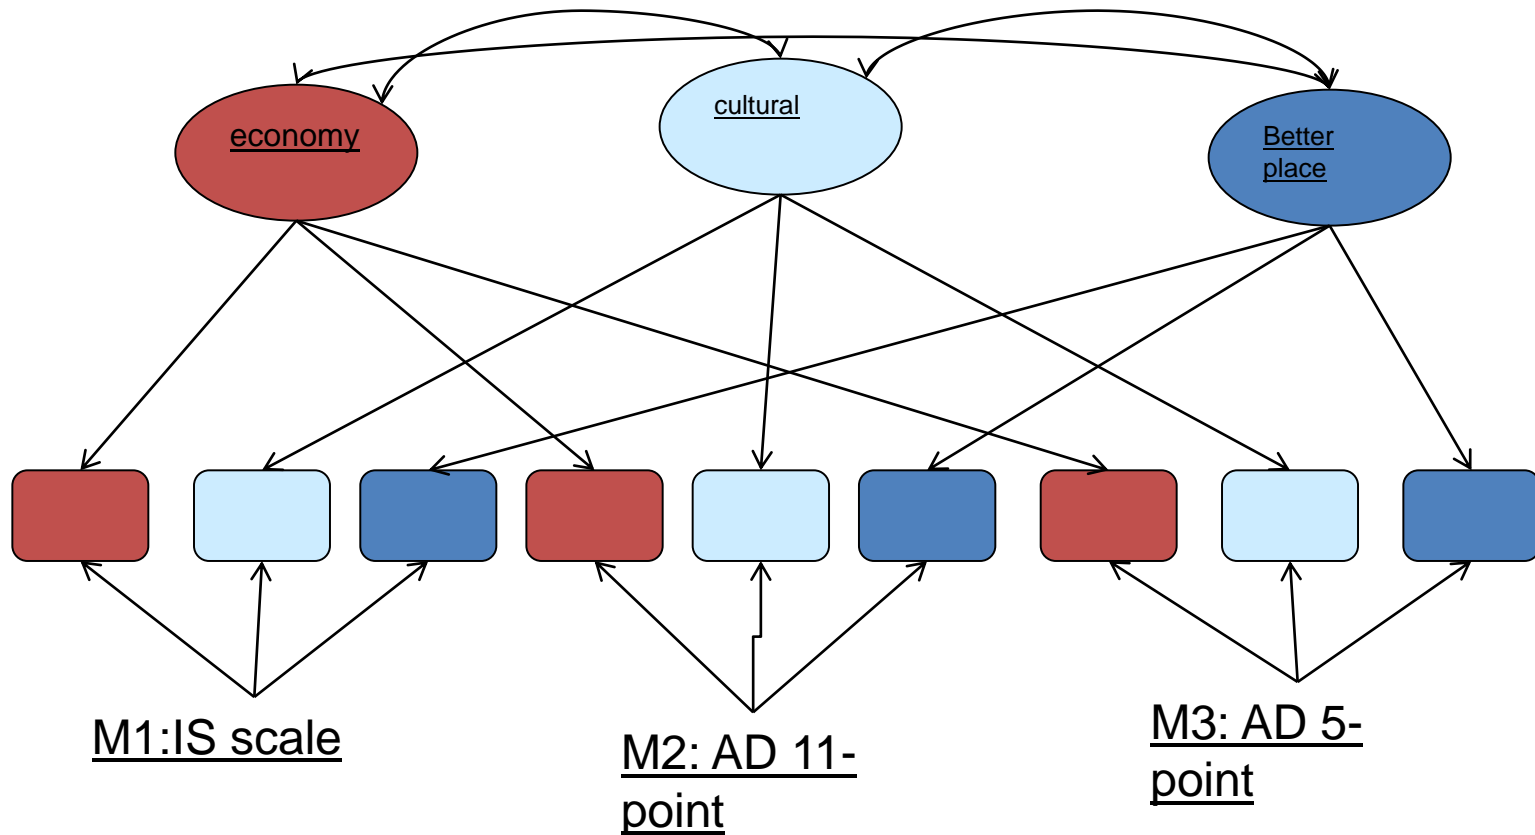 economy
cultural
Better
place
M1:IS scale
M2: AD 11-
point
M3: AD 5-
point